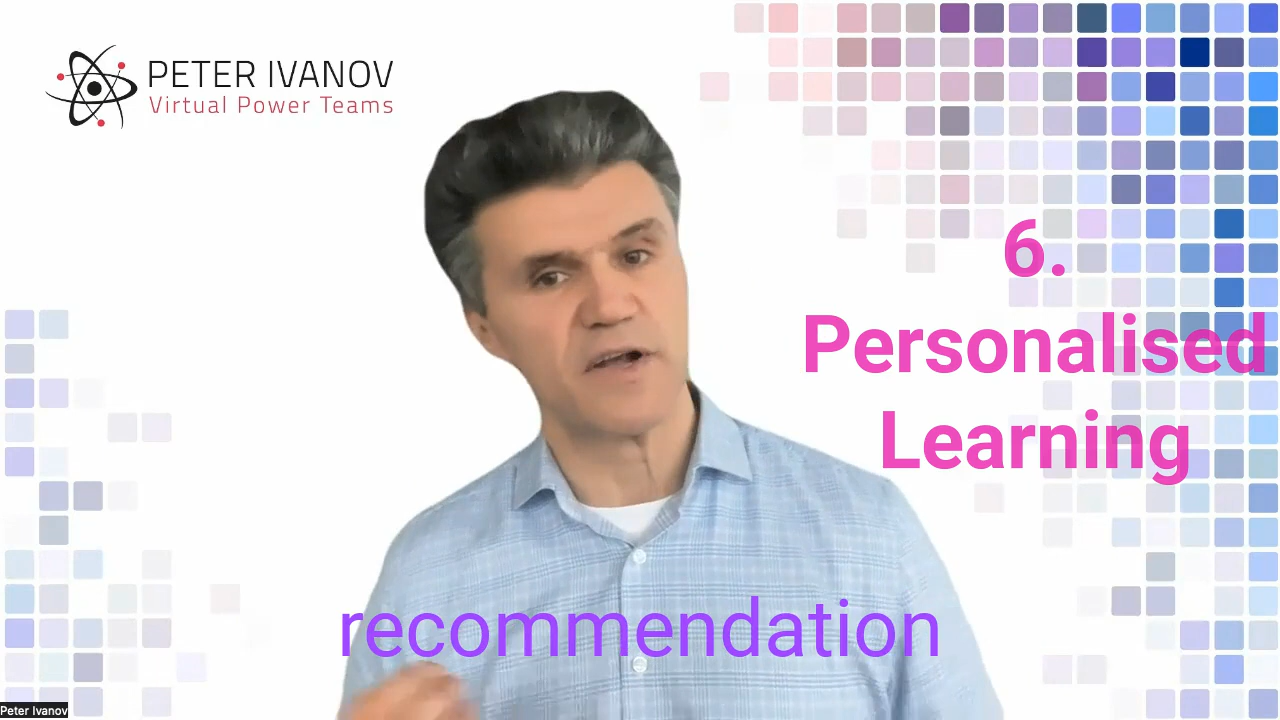 PETER IVANOV
Virtual Power Teams
6.
Personalised
Learning
recommendation
Peter Ivanov